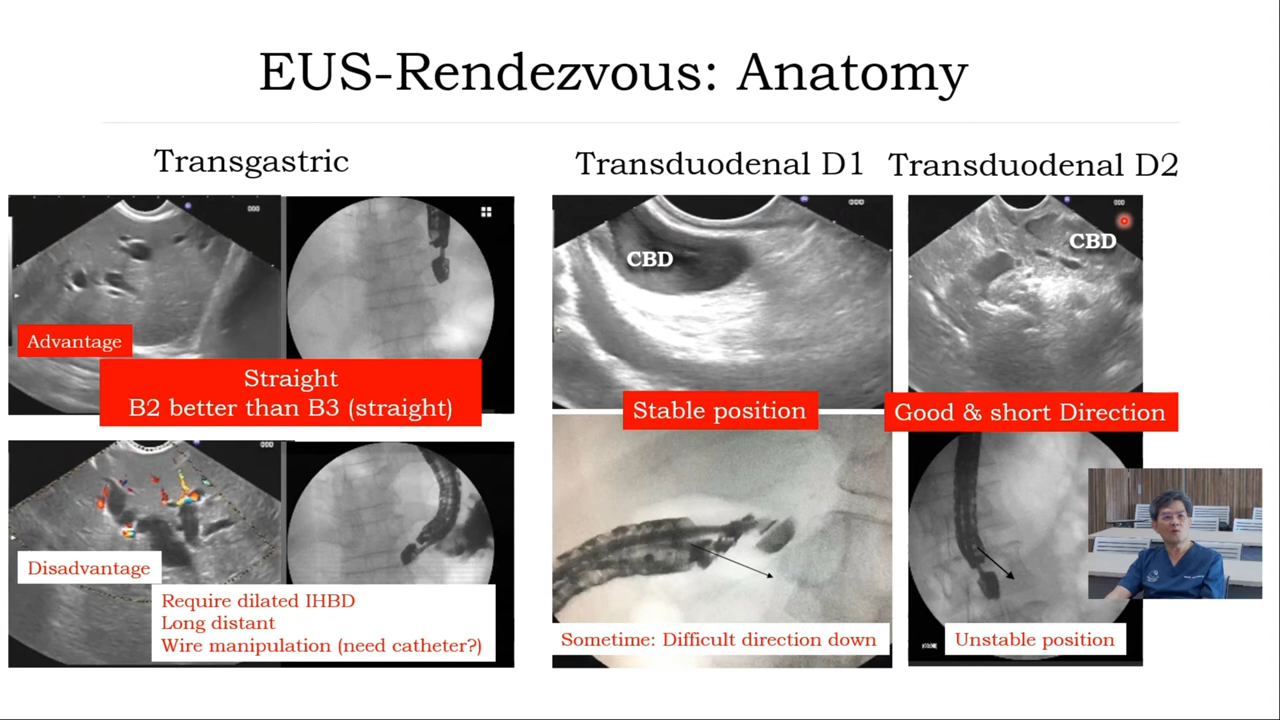 EUS-Rendezvous: Anatomy
Transgastric
Advantage
Straight
B2 better than B3 (straight)
Disadvantage
Require dilated IHBD
Long distant
Wire manipulation (need catheter?)
Transduodenal D1
CBD
Stable position
Sometime: Difficult direction down
Transduodenal D2
CBD
Good & short Direction
Unstable position